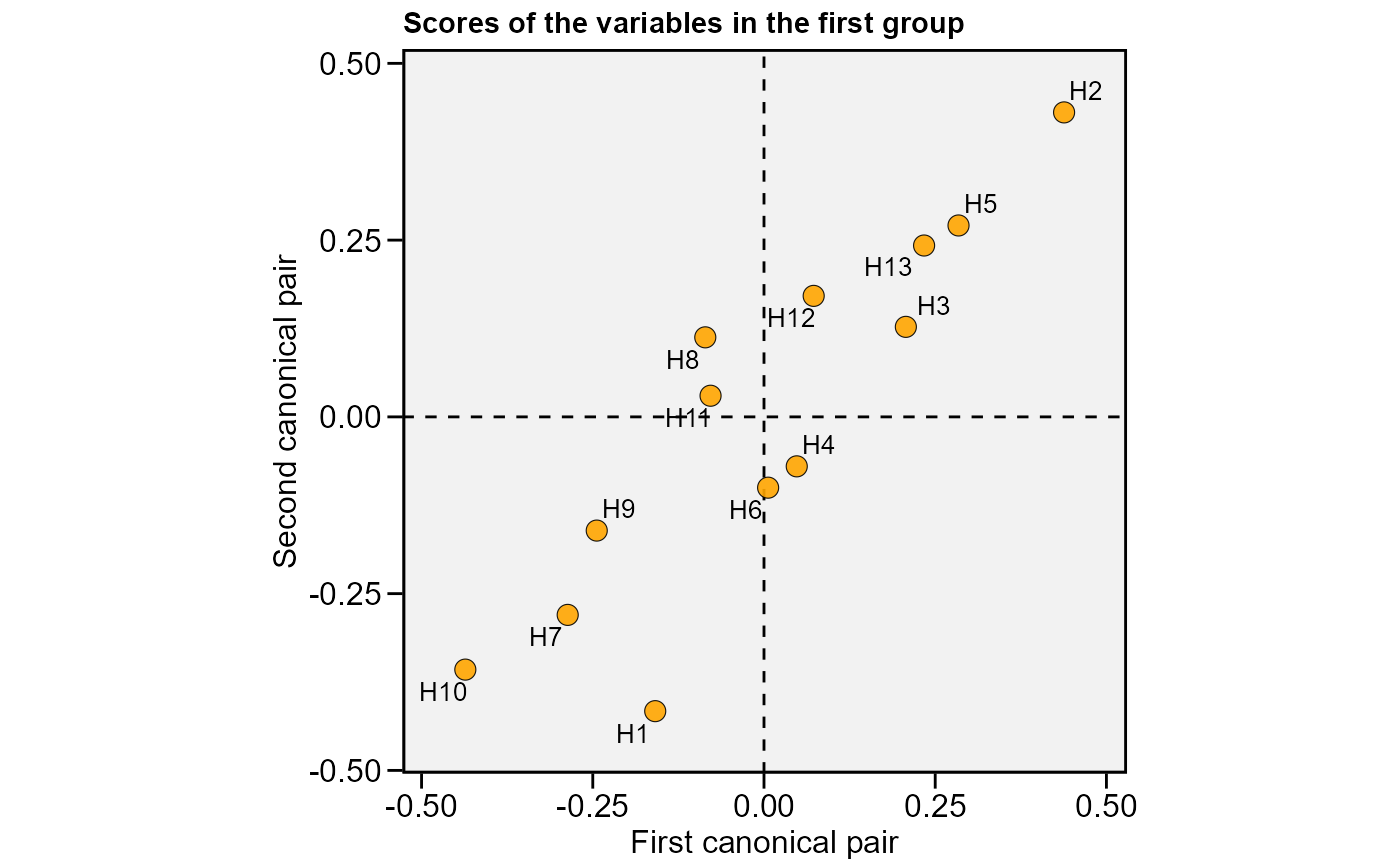 Scores of the variables in the first group
0.50
H2
H5
0.25
H13
H3
H12
H8
0.00
H11
H4
H9
H6
Second canonical pair
-0.25
H7
H10
H1
-0.50
-0.50 -0.25 0.00 0.25 0.50
First canonical pair